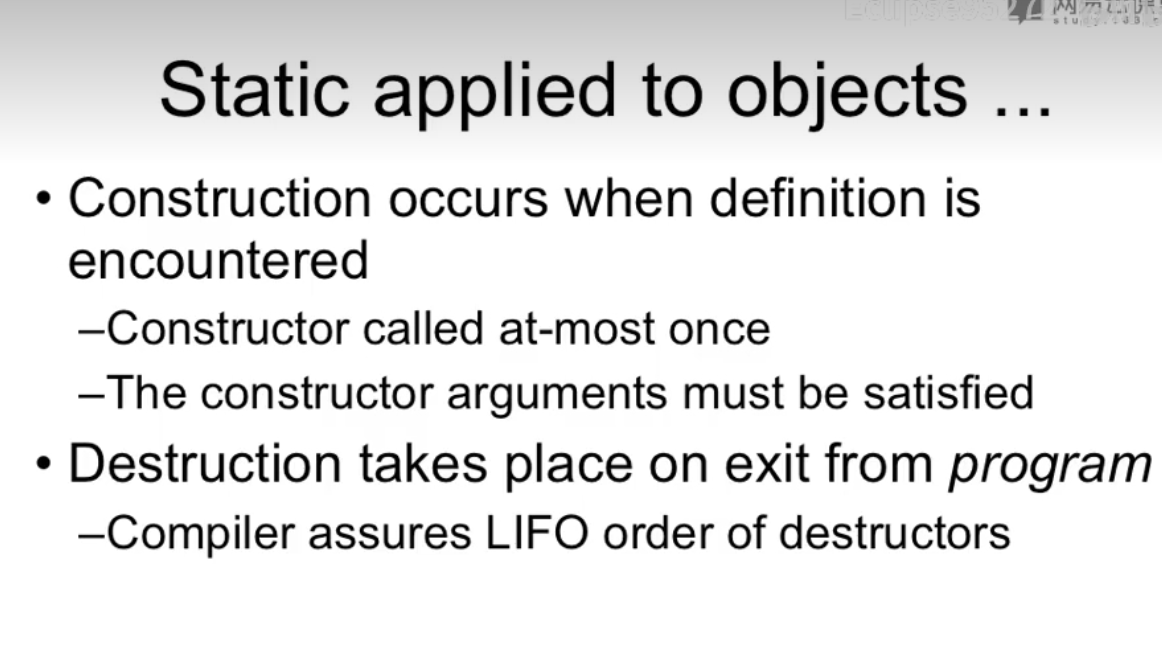 Static applied to objects ...
• Construction occurs when definition is
encountered
–Constructor called at-most once
–The constructor arguments must be satisfied
• Destruction takes place on exit from program
–Compiler assures LIFO order of destructors